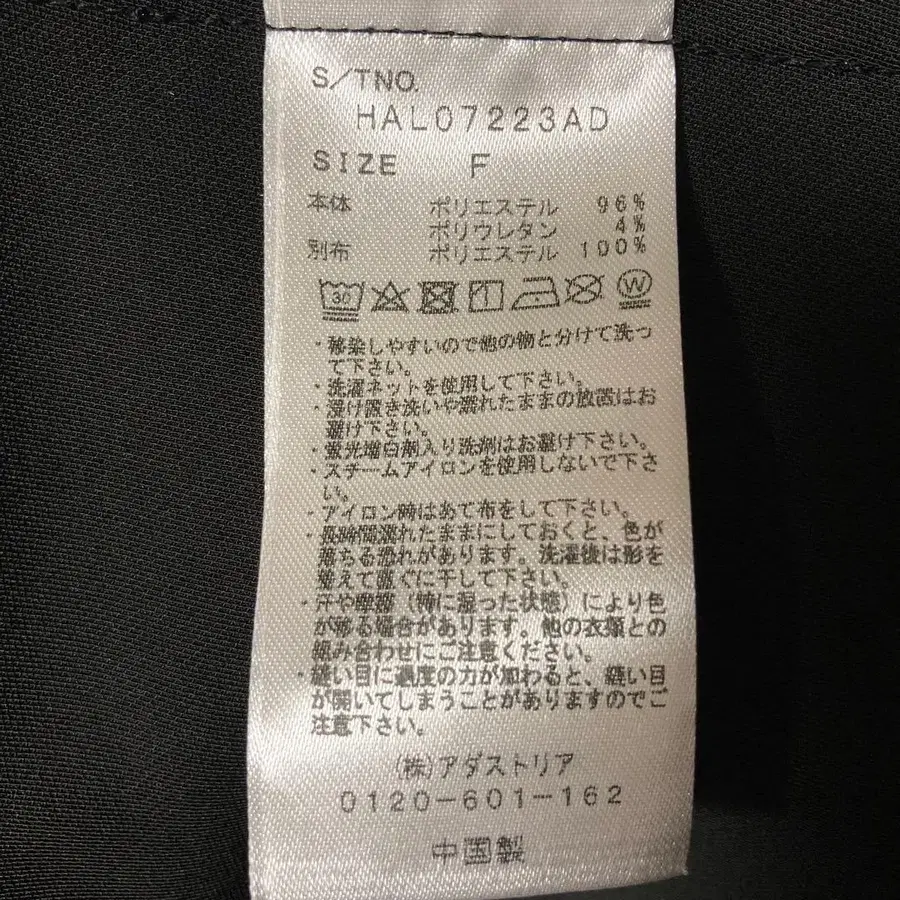 S/TNO.
HAL07223AD
SIZE F
本体 ポリエステル 96%
ポリウレタン 4%
別布 ポリエステル 100%
30 W
・移染しやすいので他の物と分けて洗っ
て下さい。
・洗濯ネットを使用して下さい。
・浸け置き洗いや濡れたままの放置はお
避け下さい。
・蛍光増白剤入り洗剤はお避け下さい。
・スチームアイロンを使用しないで下さ
い。
・アイロン時はあて布をして下さい。
・長時間濡れたままにしておくと、色が
落ちる恐れがあります。洗濯後は形を
整えて直ぐに干して下さい。
・汗や摩擦（特に湿った状態）により色
が移る場合があります。他の衣類との
組み合わせにご注意ください。
・縫い目に過度の力が加わると、縫い目
が開いてしまうことがありますのでご
注意下さい。
(株)アダストリア
0120-601-162
中国製